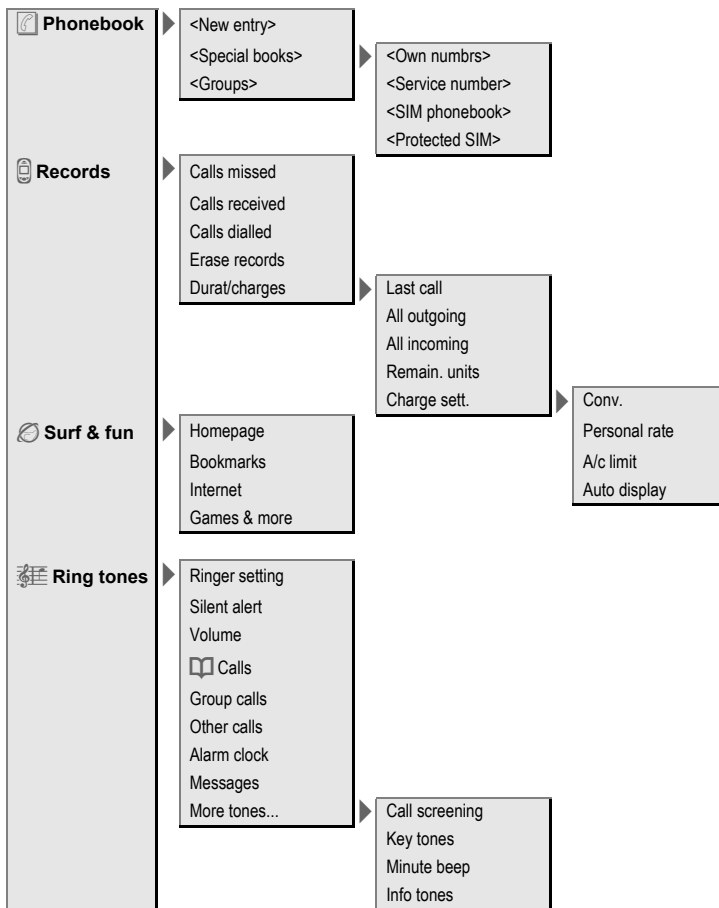 Phonebook
<New entry>
<Special books>
<Groups>
<Own numbrs>
<Service number>
<SIM phonebook>
<Protected SIM>
Records
Calls missed
Calls received
Calls dialled
Erase records
Durat/charges
Last call
All outgoing
All incoming
Remain. units
Charge sett.
Conv.
Personal rate
A/c limit
Auto display
Surf & fun
Homepage
Bookmarks
Internet
Games & more
Ring tones
Ringer setting
Silent alert
Volume
Calls
Group calls
Other calls
Alarm clock
Messages
More tones...
Call screening
Key tones
Minute beep
Info tones